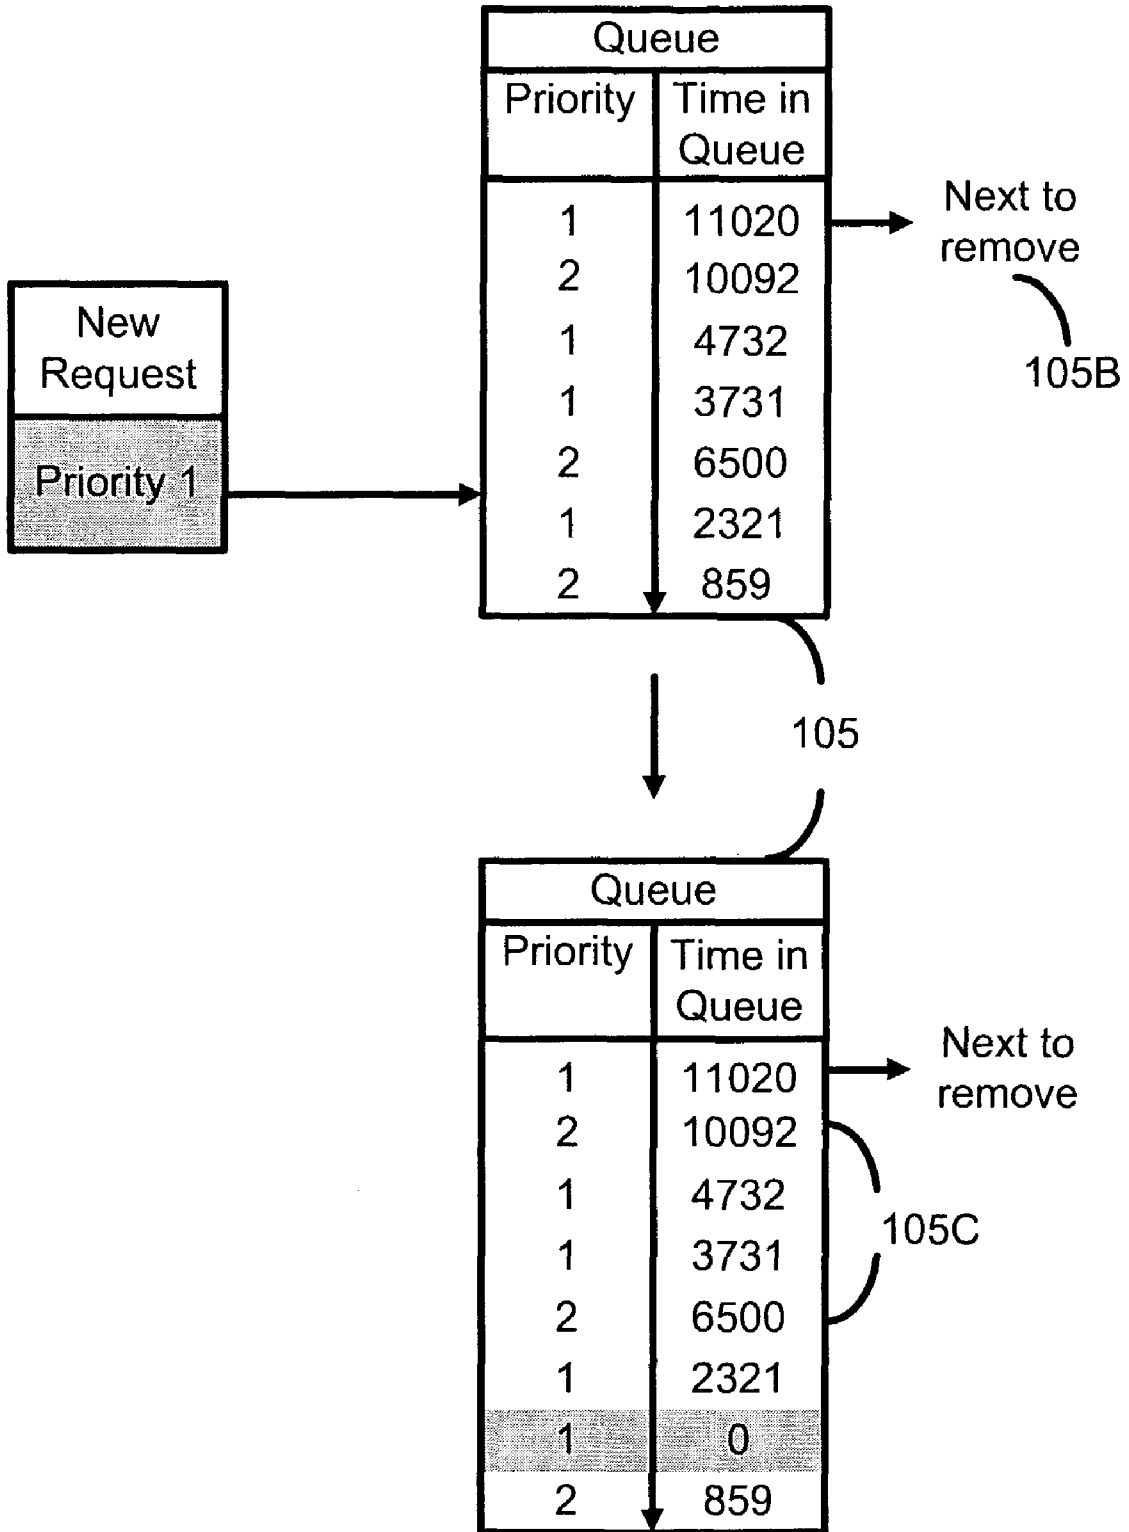 Queue
Priority Time in
Queue
1 11020
2 10092
1 4732
1 3731
2 6500
1 2321
2 859
Next to
remove
105B
New
Request
Priority 1
105
Queue
Priority Time in
Queue
1 11020
2 10092
1 4732
1 3731
2 6500
1 2321
1 0
2 859
Next to
remove
105C